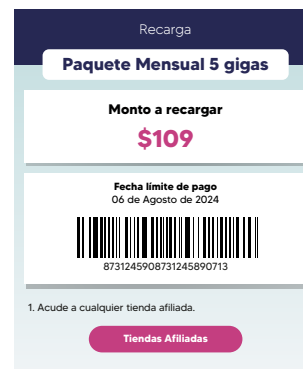 Recarga
Paquete Mensual 5 gigas
Monto a recargar
$109
Fecha límite de pago
06 de Agosto de 2024
8731245908731245890713
1. Acude a cualquier tienda afiliada.
Tiendas Afiliadas